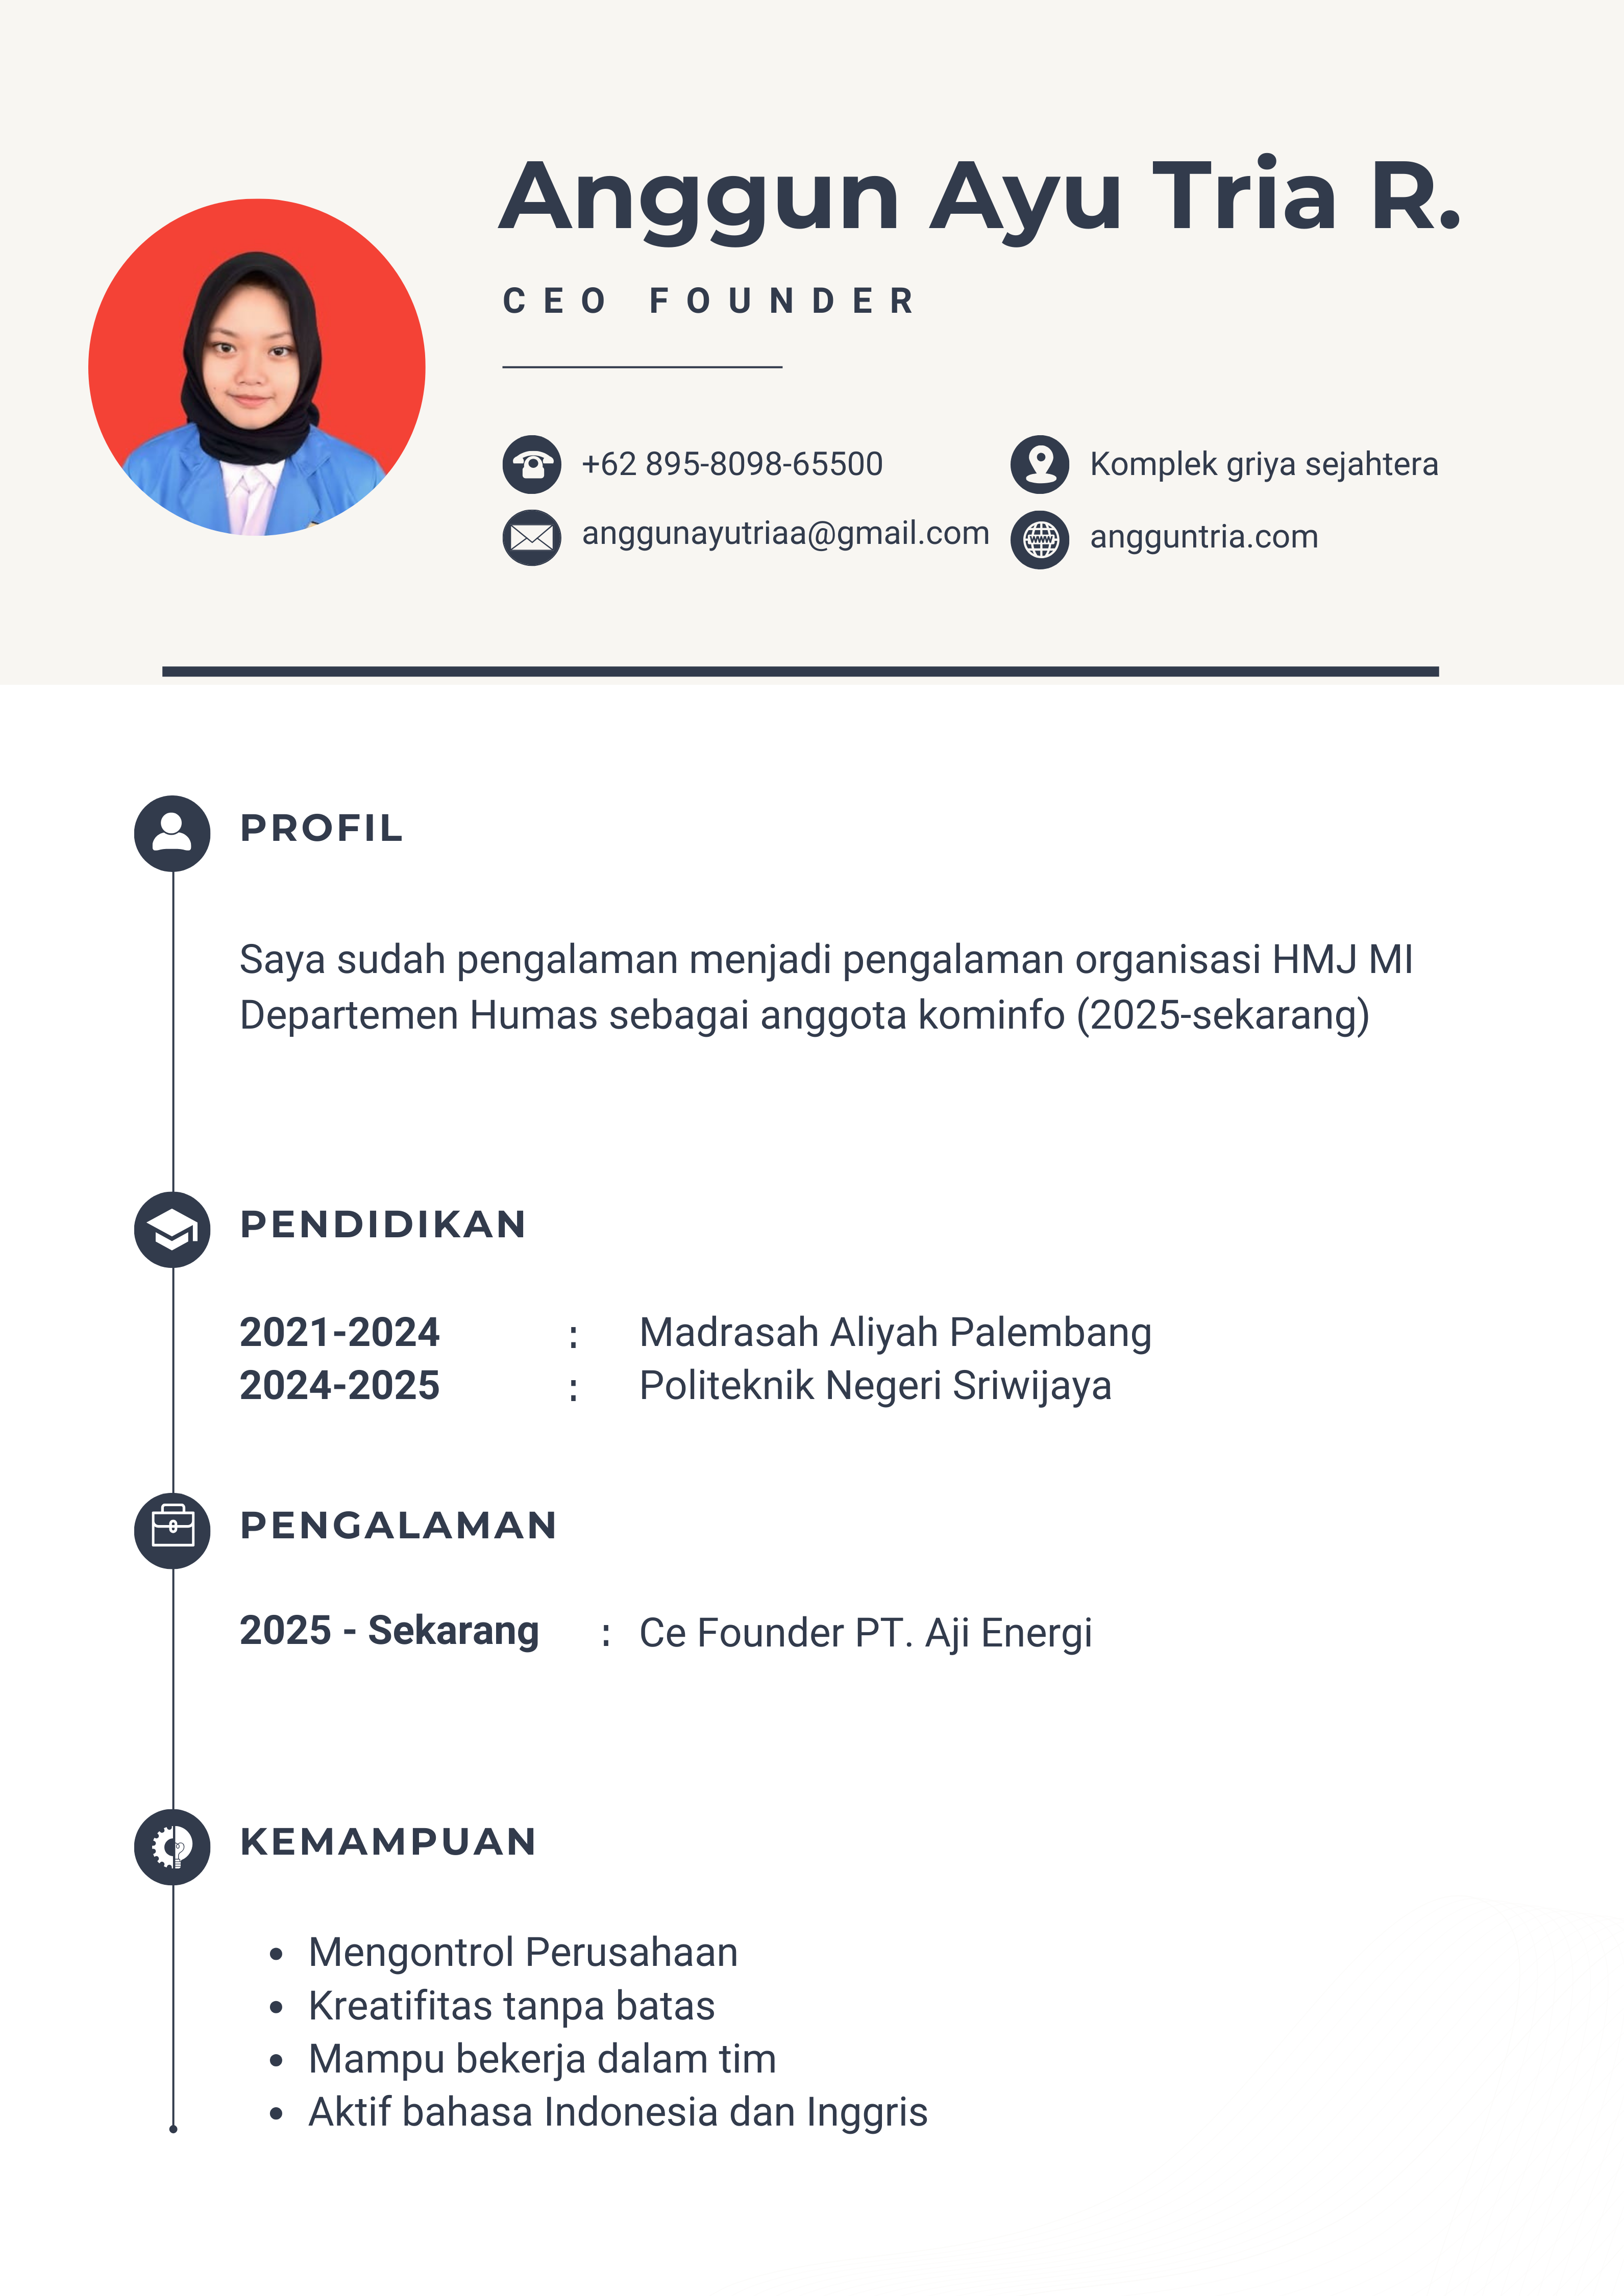 Anggun Ayu Tria R.
CEO FOUNDER
+62 895-8098-65500
Komplek griya sejahtera
anggunayutriaa@gmail.com
angguntria.com
PROFIL
Saya sudah pengalaman menjadi pengalaman organisasi HMJ MI
Departemen Humas sebagai anggota kominfo (2025-sekarang)
PENDIDIKAN
2021-2024 : Madrasah Aliyah Palembang
2024-2025 : Politeknik Negeri Sriwijaya
PENGALAMAN
2025 - Sekarang : Ce Founder PT. Aji Energi
KEMAMPUAN
• Mengontrol Perusahaan
• Kreatifitas tanpa batas
• Mampu bekerja dalam tim
• Aktif bahasa Indonesia dan Inggris